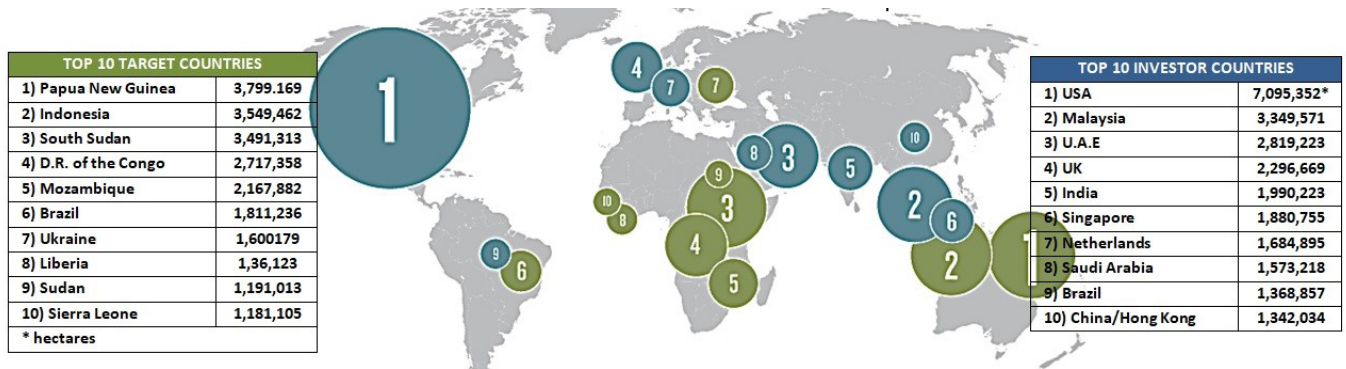 TOP 10 TARGET COUNTRIES
1) Papua New Guinea 3,799.169
2) Indonesia 3,549,462
3) South Sudan 3,491,313
4) D.R. of the Congo 2,717,358
5) Mozambique 2,167,882
6) Brazil 1,811,236
7) Ukraine 1,600179
8) Liberia 1,36,123
9) Sudan 1,191,013
10) Sierra Leone 1,181,105
* hectares
1
4
7
7
8
3
5
10
9
10
8
3
2
6
4
9
6
5
2
1
TOP 10 INVESTOR COUNTRIES
1) USA 7,095,352*
2) Malaysia 3,349,571
3) U.A.E 2,819,223
4) UK 2,296,669
5) India 1,990,223
6) Singapore 1,880,755
7) Netherlands 1,684,895
8) Saudi Arabia 1,573,218
9) Brazil 1,368,857
10) China/Hong Kong 1,342,034